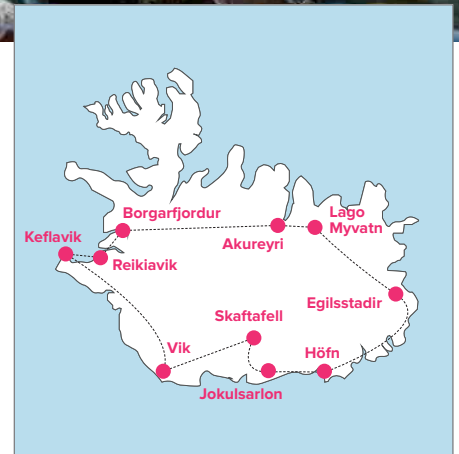 Borgarfjordur
Lago
Myvatn
Keflavik
Akureyri
Reikiavik
Egilsstadir
Skaftafell
Vik
Höfn
Jokulsarlon